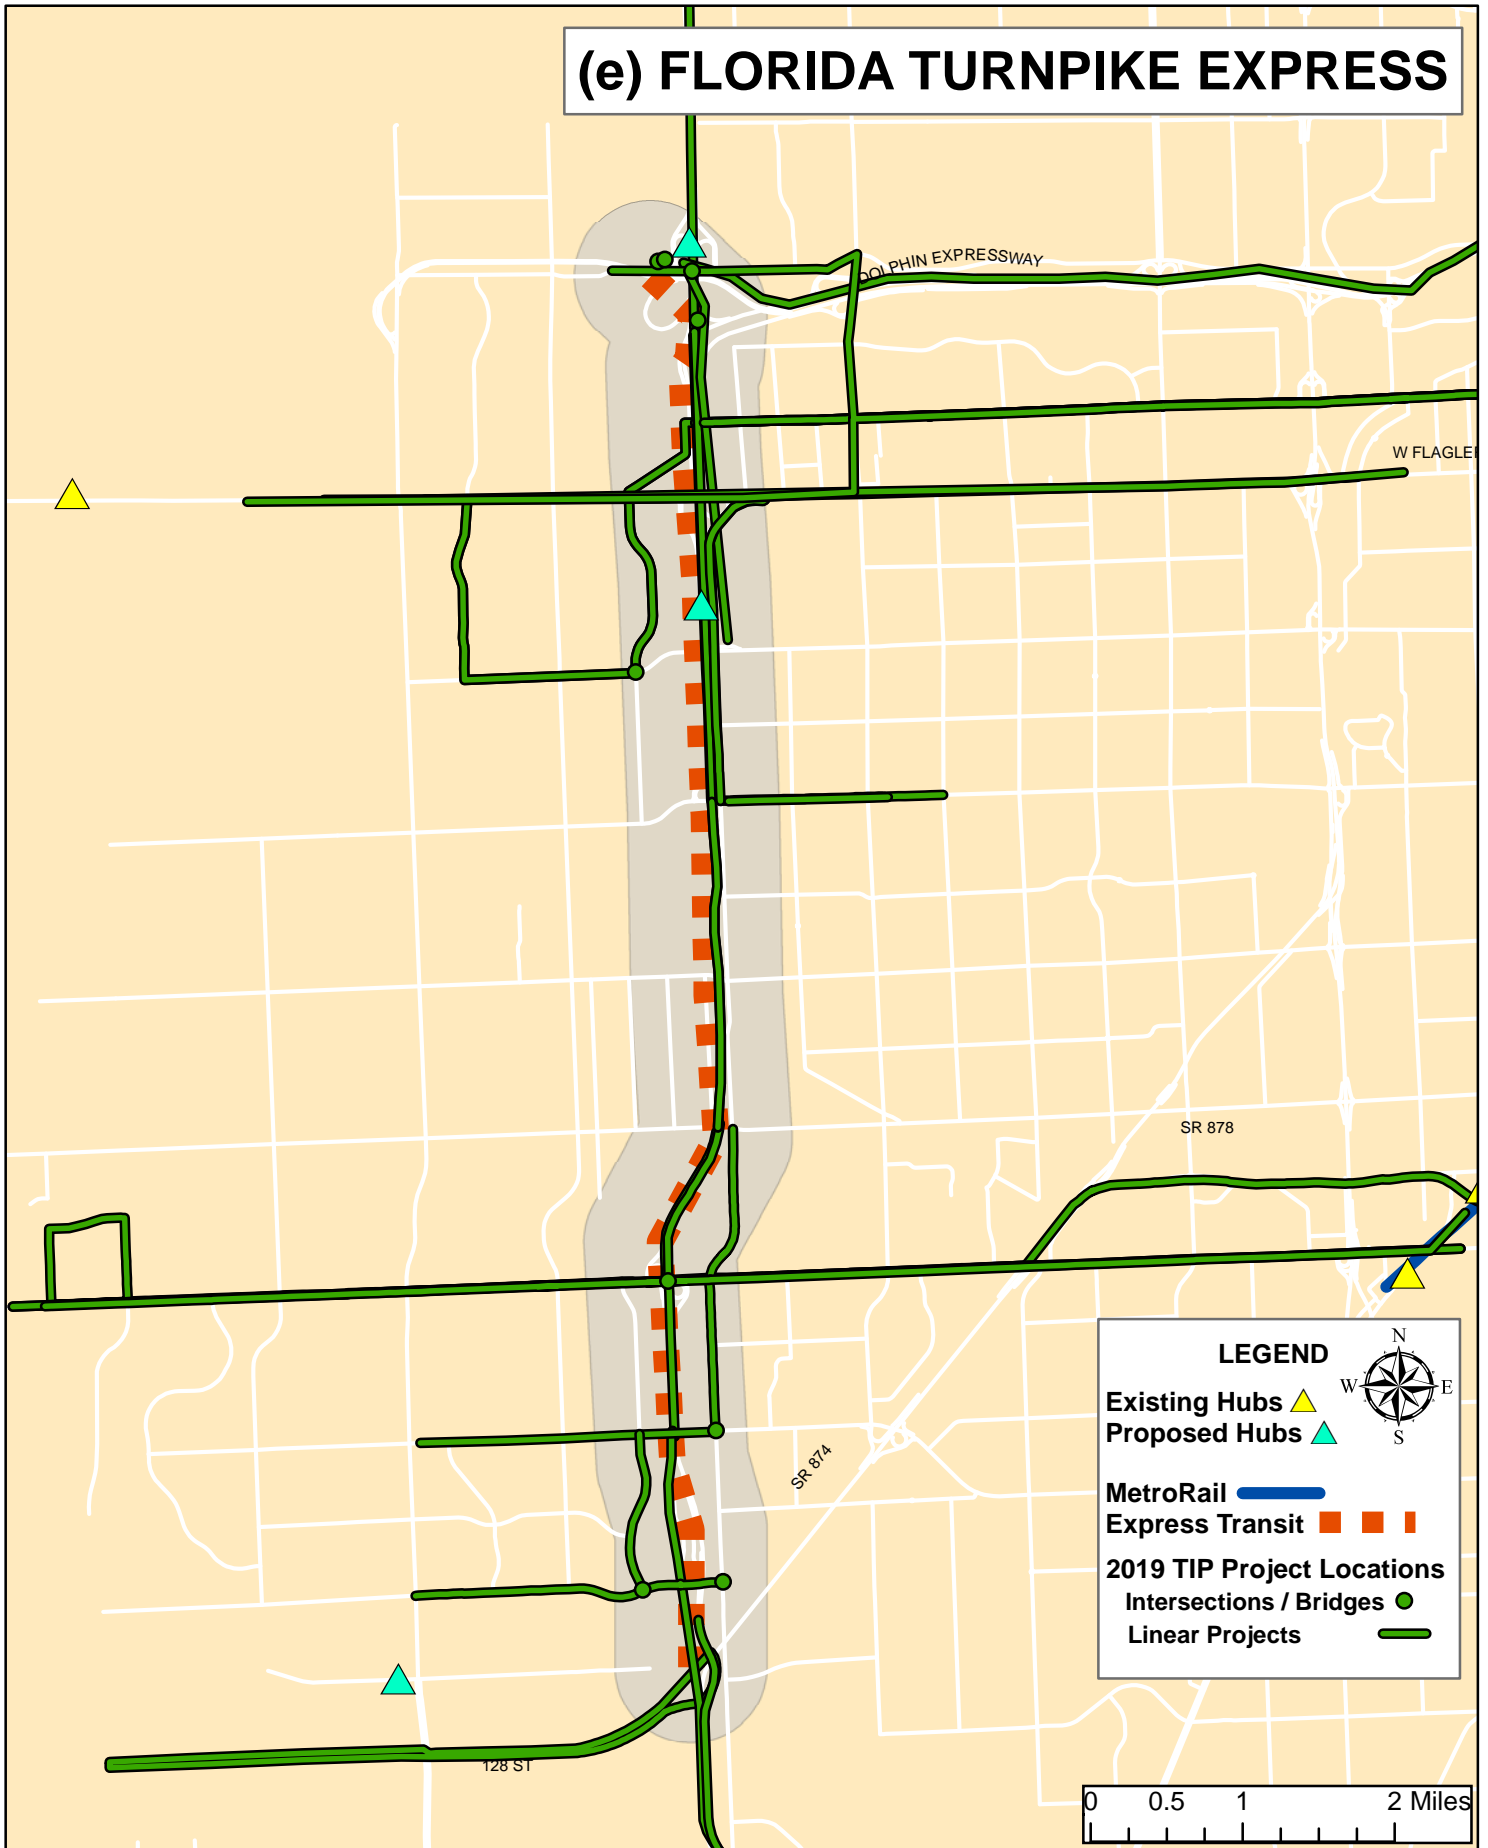 (e) FLORIDA TURNPIKE EXPRESS
DOLPHIN EXPRESSWAY
W FLAGLER
SR 878
SR 874
128 ST
LEGEND
N
W E
S
Existing Hubs
Proposed Hubs
MetroRail
Express Transit
2019 TIP Project Locations
Intersections / Bridges
Linear Projects
0 0.5 1 2 Miles